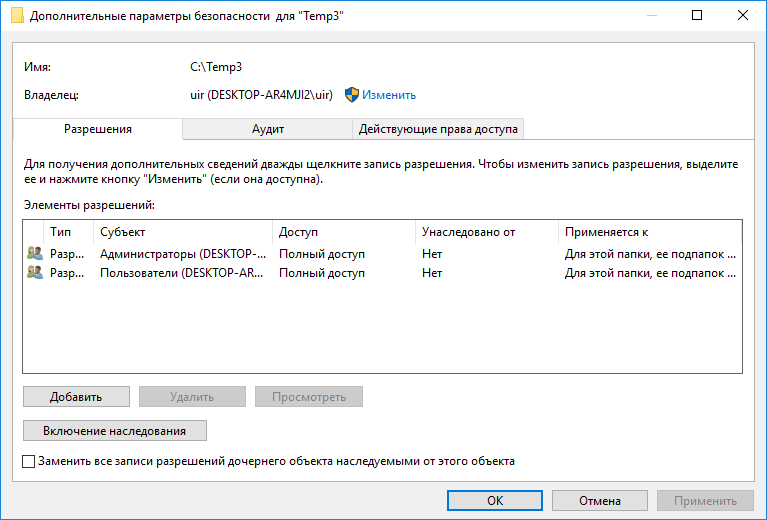 Дополнительные параметры безопасности для "Temp3"
Имя: C:\Temp3
Владелец: uir (DESKTOP-AR4MJI2\uir) Изменить
Разрешения Аудит Действующие права доступа
Для получения дополнительных сведений дважды щелкните запись разрешения. Чтобы изменить запись разрешения, выделите
ее и нажмите кнопку "Изменить" (если она доступна).
Элементы разрешений:
Тип Субъект Доступ Унаследовано от Применяется к
Разр... Администраторы (DESKTOP-... Полный доступ Нет Для этой папки, ее подпапок ...
Разр... Пользователи (DESKTOP-AR... Полный доступ Нет Для этой папки, ее подпапок ...
Добавить Удалить Просмотреть
Включение наследования
Заменить все записи разрешений дочернего объекта наследуемыми от этого объекта
OK Отмена Применить